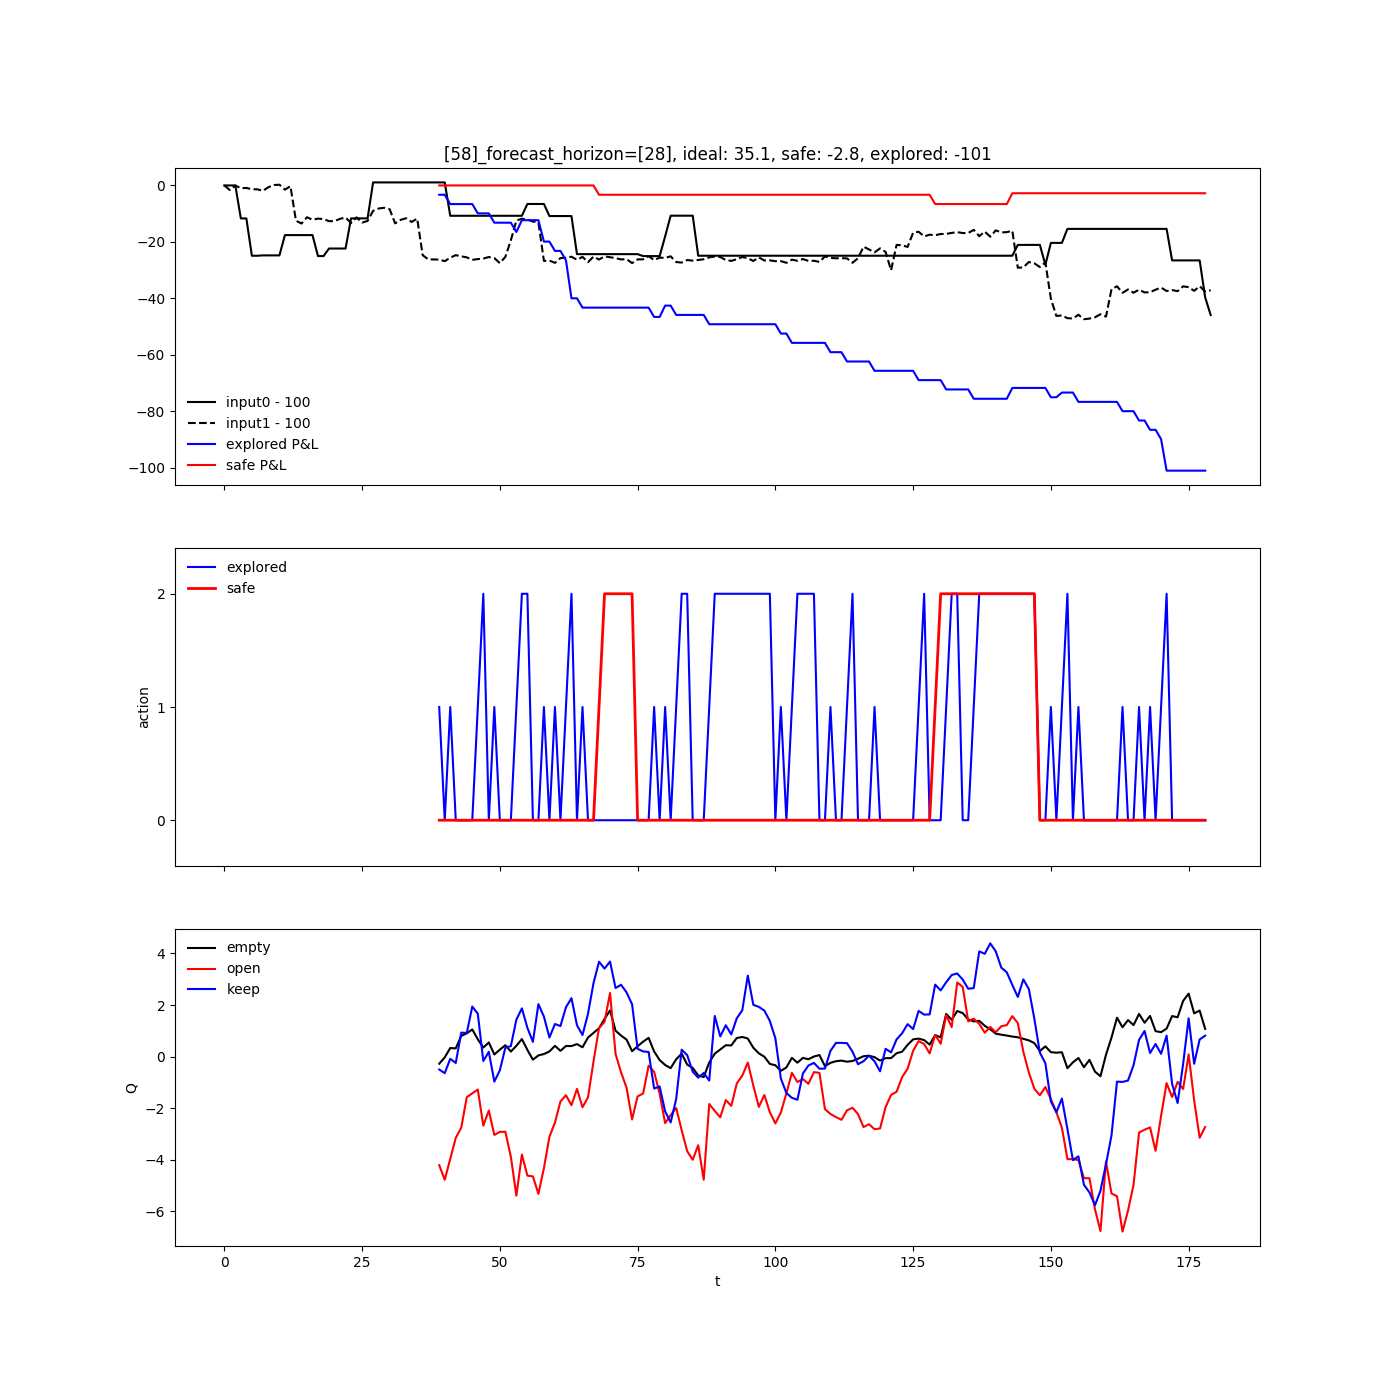 [58]_forecast_horizon=[28], ideal: 35.1, safe: -2.8, explored: -101
0
−20
−40
−60
−80
−100
input0 - 100
input1 - 100
explored P&L
safe P&L
action
2
1
0
explored
safe
Q
4
2
0
−2
−4
−6
empty
open
keep
0 25 50 75 100 125 150 175
t